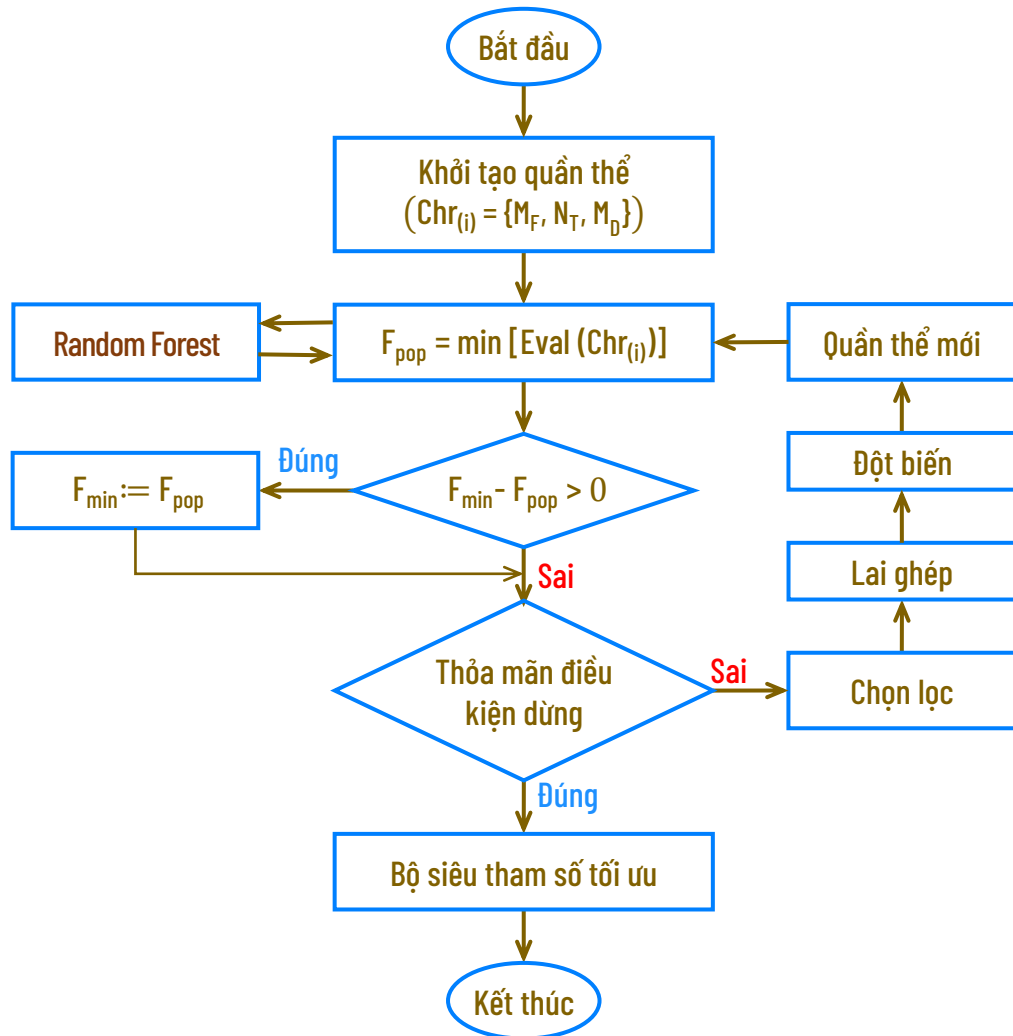 Bắt đầu
Khởi tạo quần thể
(Chr(i) = {MF, NT, MD})
Random Forest
Fpop = min [Eval (Chr(i))]
Quần thể mới
Đúng
Fmin:= Fpop
Fmin- Fpop > 0
Đột biến
Sai
Lai ghép
Thỏa mãn điều
kiện dừng
Sai
Chọn lọc
Đúng
Bộ siêu tham số tối ưu
Kết thúc